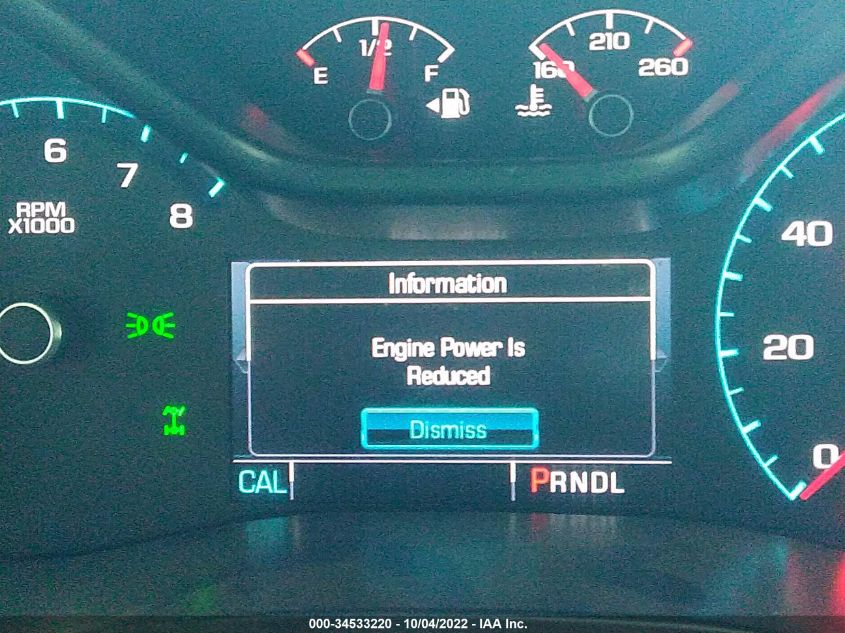 1/2
E
F
160
210
260
6
7
8
RPM
X1000
40
20
0
Information
Engine Power Is
Reduced
Dismiss
CAL
PRNDL
000-34533220 - 10/04/2022 - IAA Inc.